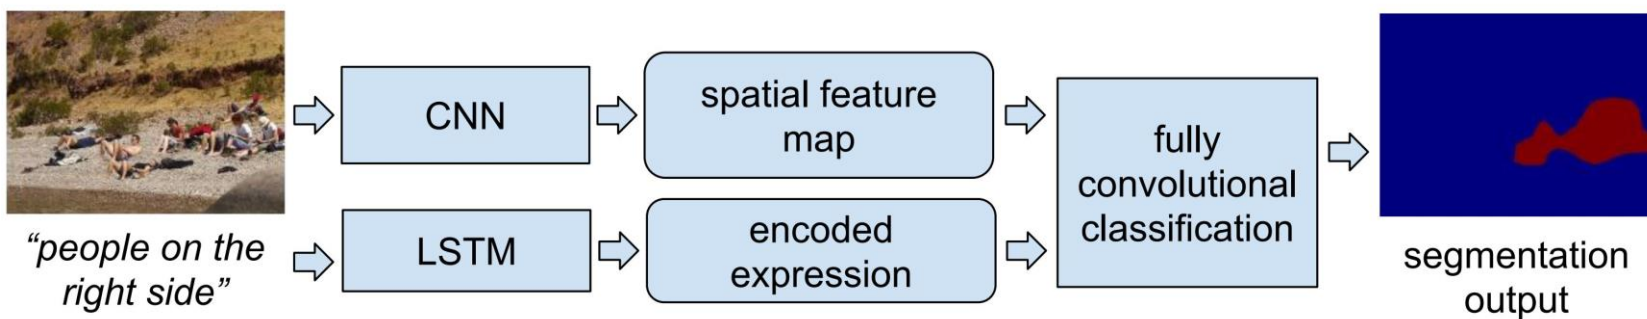 CNN
spatial feature
map
fully
convolutional
classification
LSTM
encoded
expression
“people on the
right side”
segmentation
output